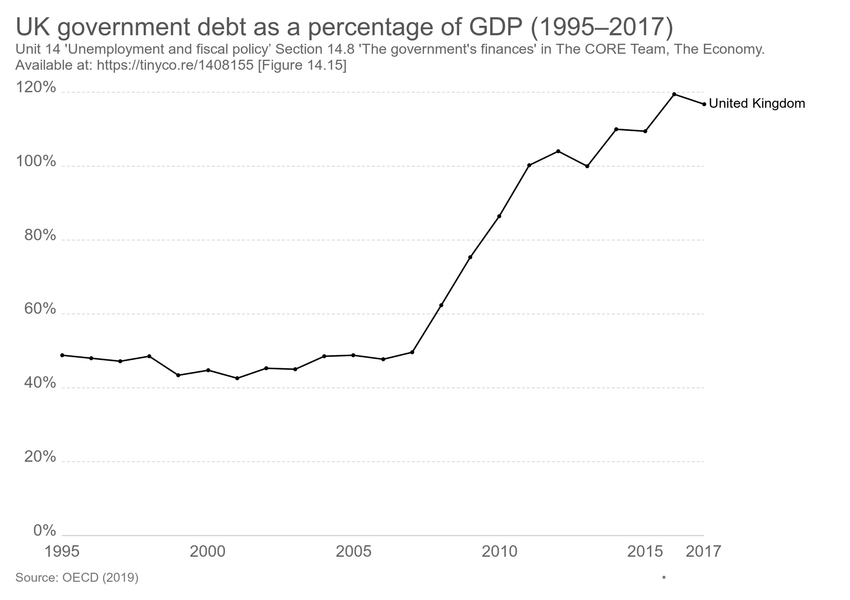 UK government debt as a percentage of GDP (1995–2017)
Unit 14 'Unemployment and fiscal policy' Section 14.8 'The government's finances' in The CORE Team, The Economy.
Available at: https://tinyco.re/1408155 [Figure 14.15]
120%
United Kingdom
100%
80%
60%
40%
20%
0%
1995 2000 2005 2010 2015 2017
Source: OECD (2019)